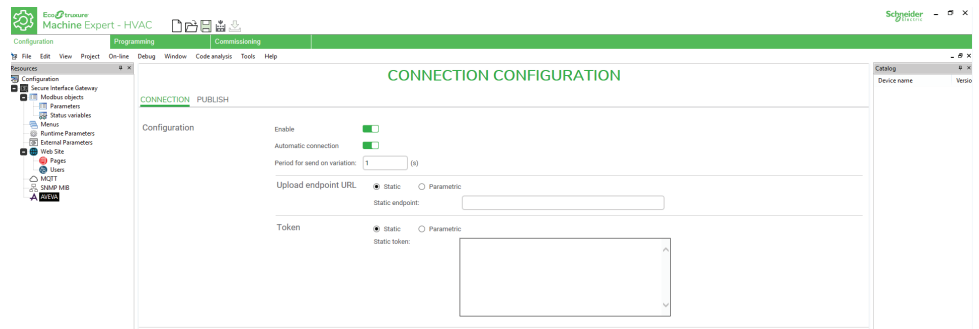 EcoStruxure
Machine Expert - HVAC
Schneider
Electric
Configuration Programming Commissioning
File Edit View Project On-line Debug Window Code analysis Tools Help
Resources
Catalog
Configuration
Secure Interface Gateway
Modbus objects
Parameters
Status variables
Menus
Runtime Parameters
External Parameters
Web Site
Pages
Users
MQTT
SNMP MIB
AVEVA
CONNECTION CONFIGURATION
CONNECTION PUBLISH
Configuration
Enable
Automatic connection
Period for send on variation: 1 (s)
Upload endpoint URL Static Parametric
Static endpoint:
Token Static Parametric
Static token:
Device name Versio